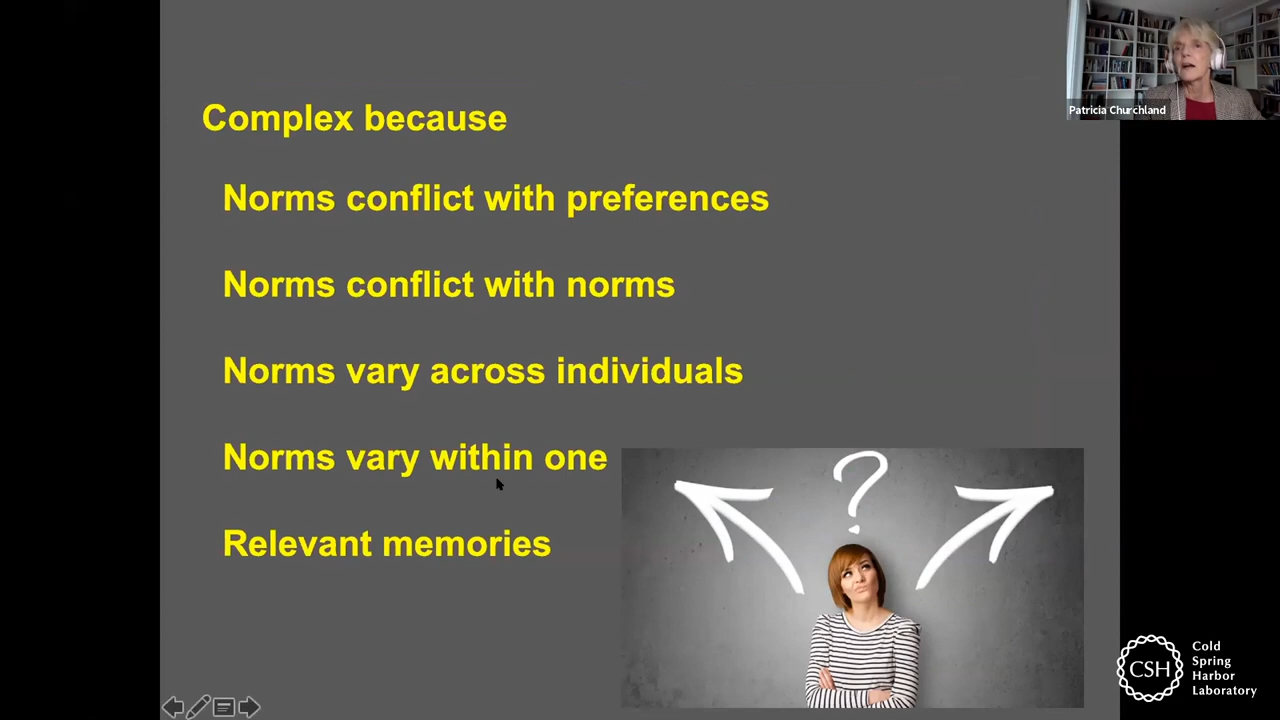 Complex because
Norms conflict with preferences
Norms conflict with norms
Norms vary across individuals
Norms vary within one
Relevant memories
?
Patricia Churchland
CSH
Cold
Spring
Harbor
Laboratory